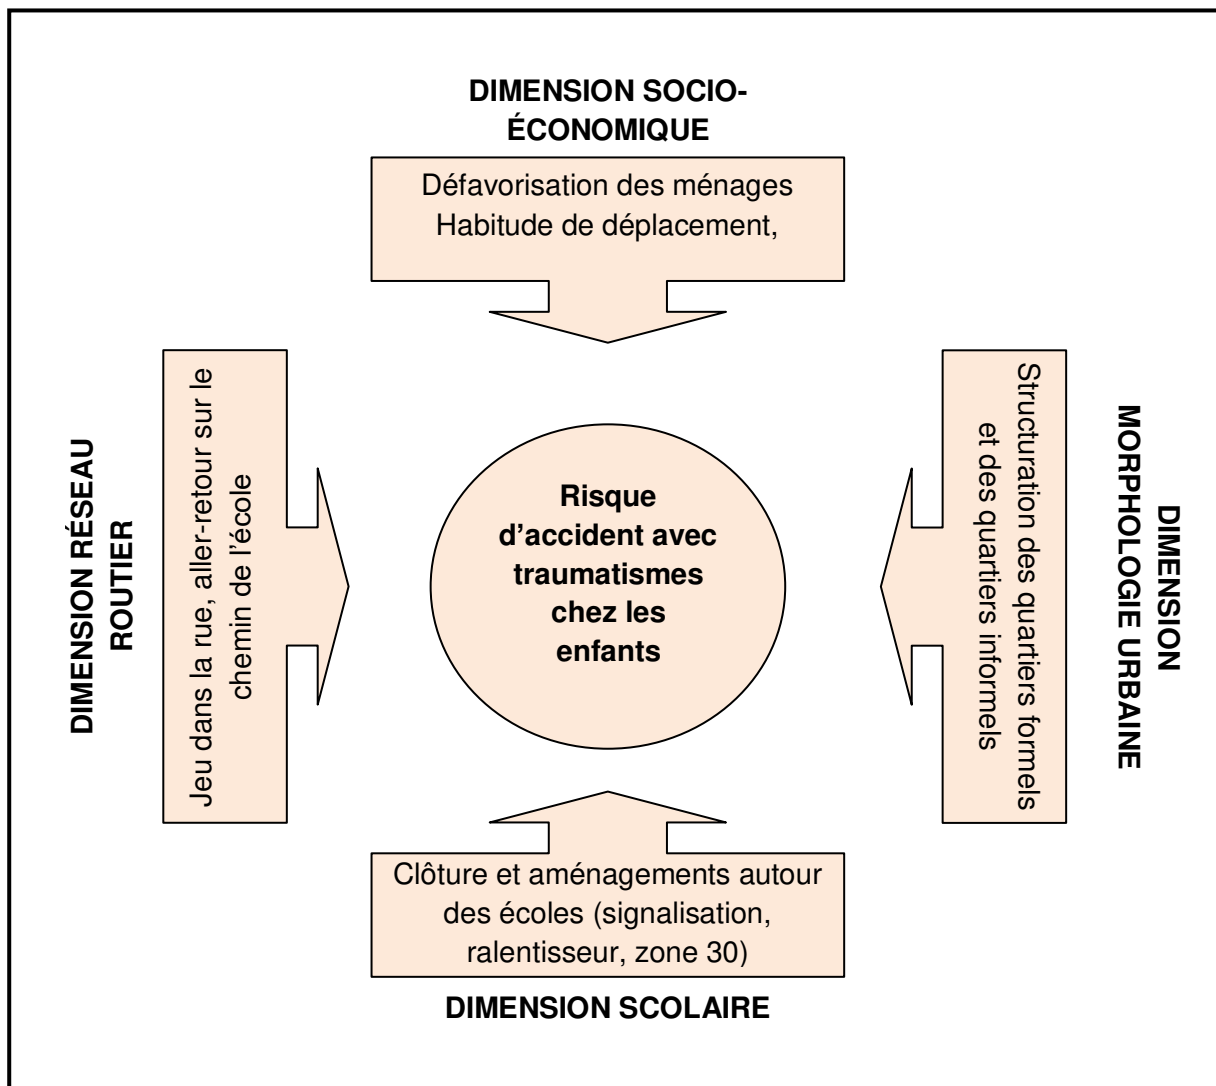 DIMENSION SOCIO-
ÉCONOMIQUE
Défavorisation des ménages
Habitude de déplacement,
DIMENSION RÉSEAU
ROUTIER
Jeu dans la rue, aller-retour sur le
chemin de l'école
Risque
d'accident avec
traumatismes
chez les
enfants
Structuration des quartiers formels
et des quartiers informels
DIMENSION
MORPHOLOGIE URBAINE
Clôture et aménagements autour
des écoles (signalisation,
ralentisseur, zone 30)
DIMENSION SCOLAIRE